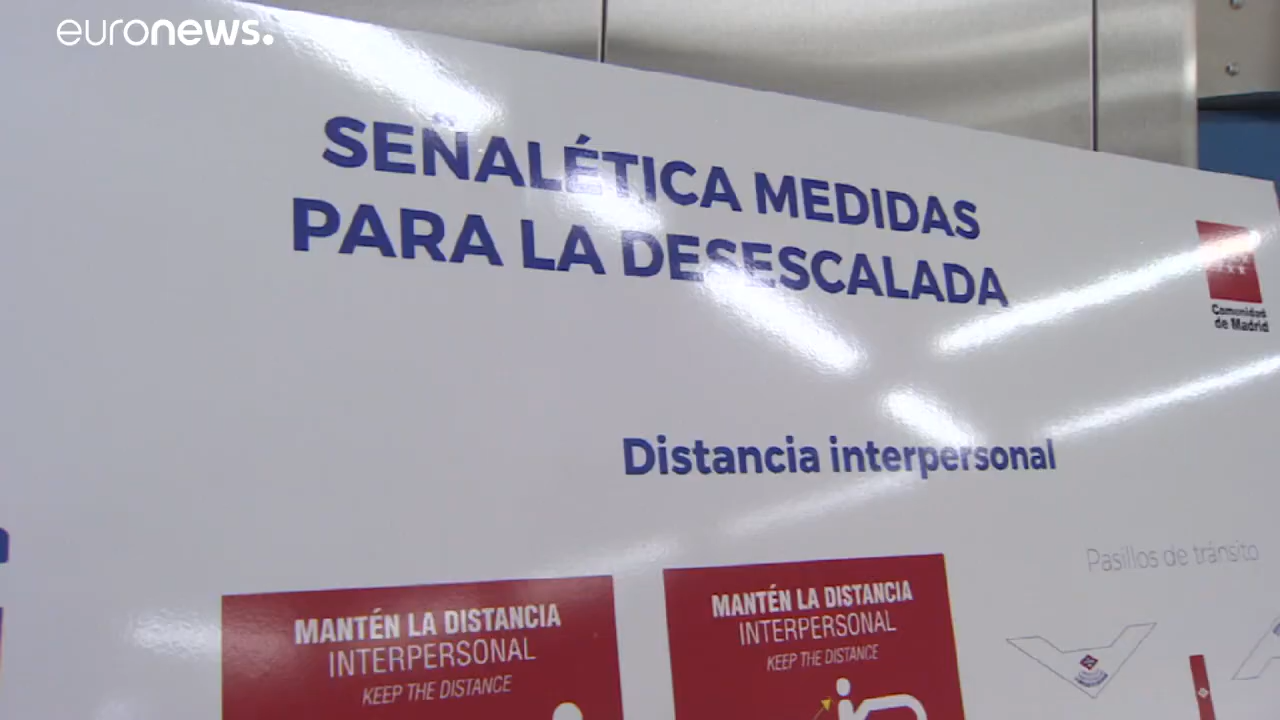 euronews.
SEÑALÉTICA MEDIDAS
PARA LA DESESCALADA
Comunidad
de Madrid
Distancia interpersonal
Pasillos de tránsito
MANTÉN LA DISTANCIA
INTERPERSONAL
KEEP THE DISTANCE
MANTÉN LA DISTANCIA
INTERPERSONAL
KEEP THE DISTANCE